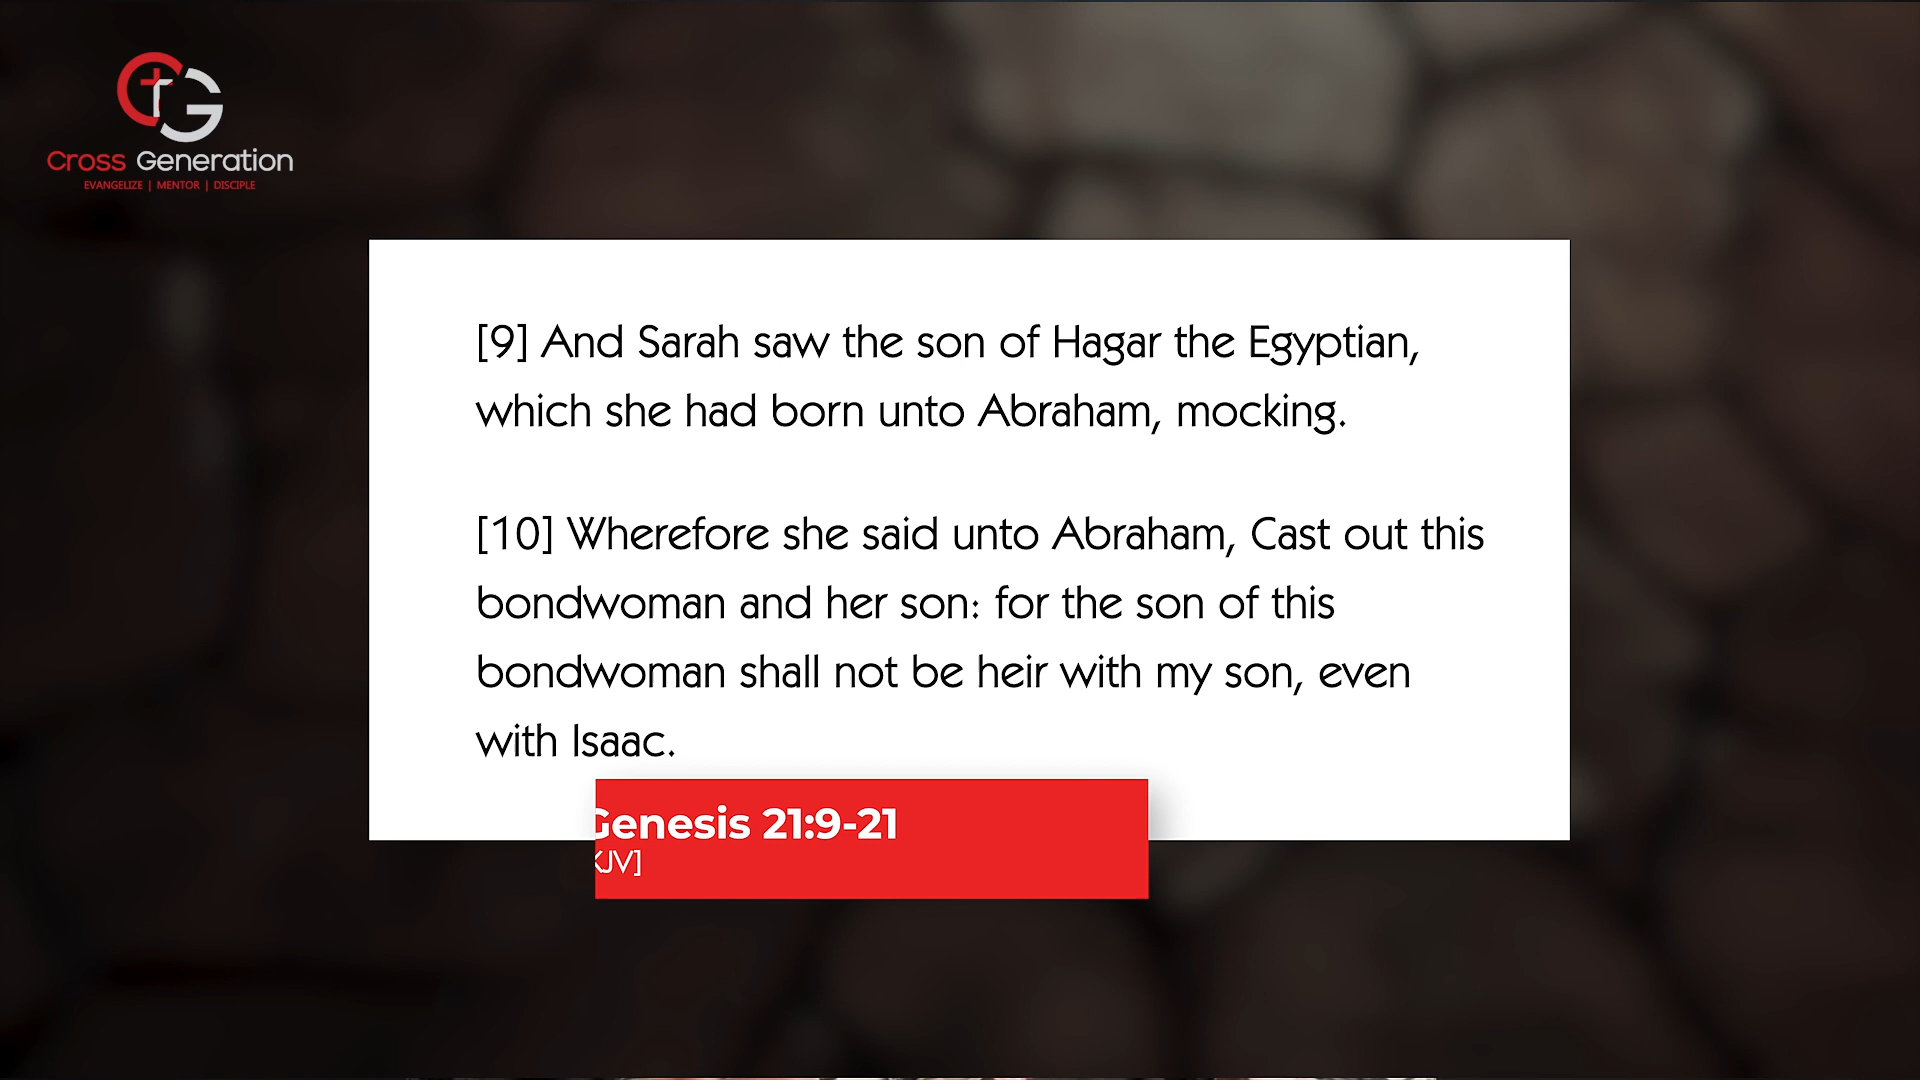 Cross Generation
EVANGELIZE | MENTOR | DISCIPLE
[9] And Sarah saw the son of Hagar the Egyptian,
which she had born unto Abraham, mocking.
[10] Wherefore she said unto Abraham, Cast out this
bondwoman and her son: for the son of this
bondwoman shall not be heir with my son, even
with Isaac.
Genesis 21:9-21
KJV]